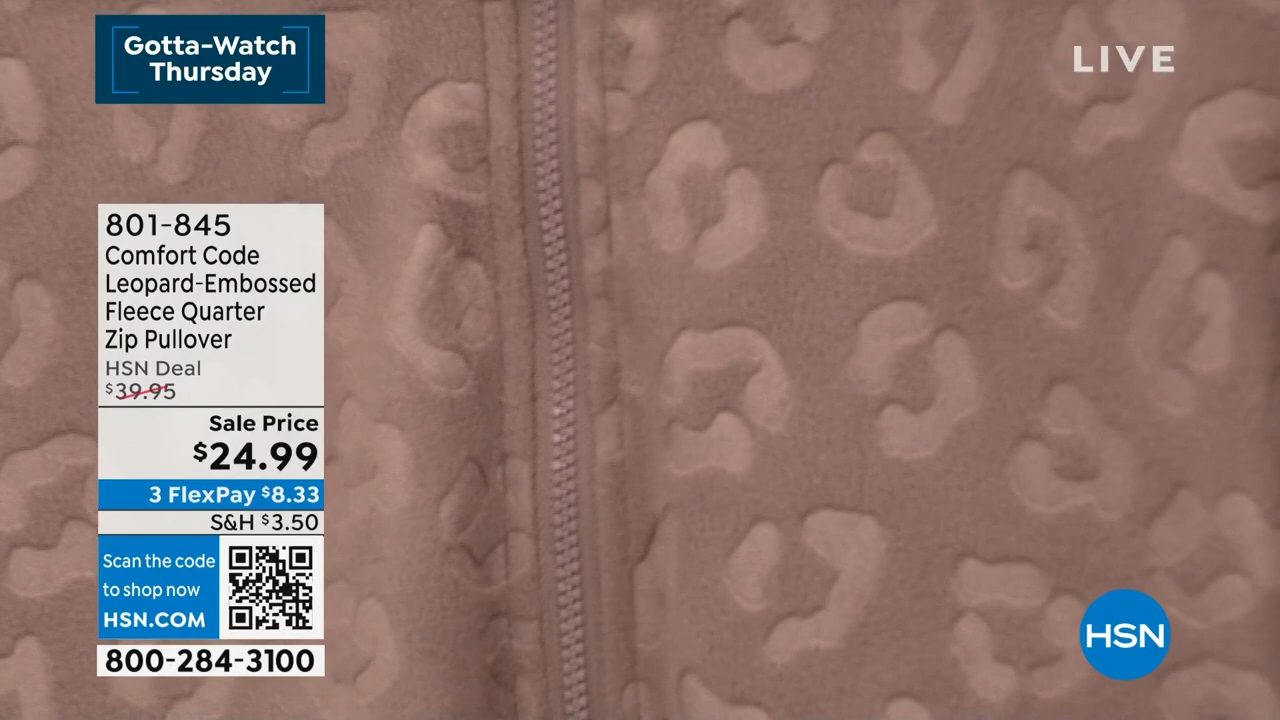 Gotta-Watch
Thursday
LIVE
801-845
Comfort Code
Leopard-Embossed
Fleece Quarter
Zip Pullover
HSN Deal
$39.95
Sale Price
$24.99
3 FlexPay $8.33
S&H $3.50
Scan the code
to shop now
HSN.COM
800-284-3100
HSN